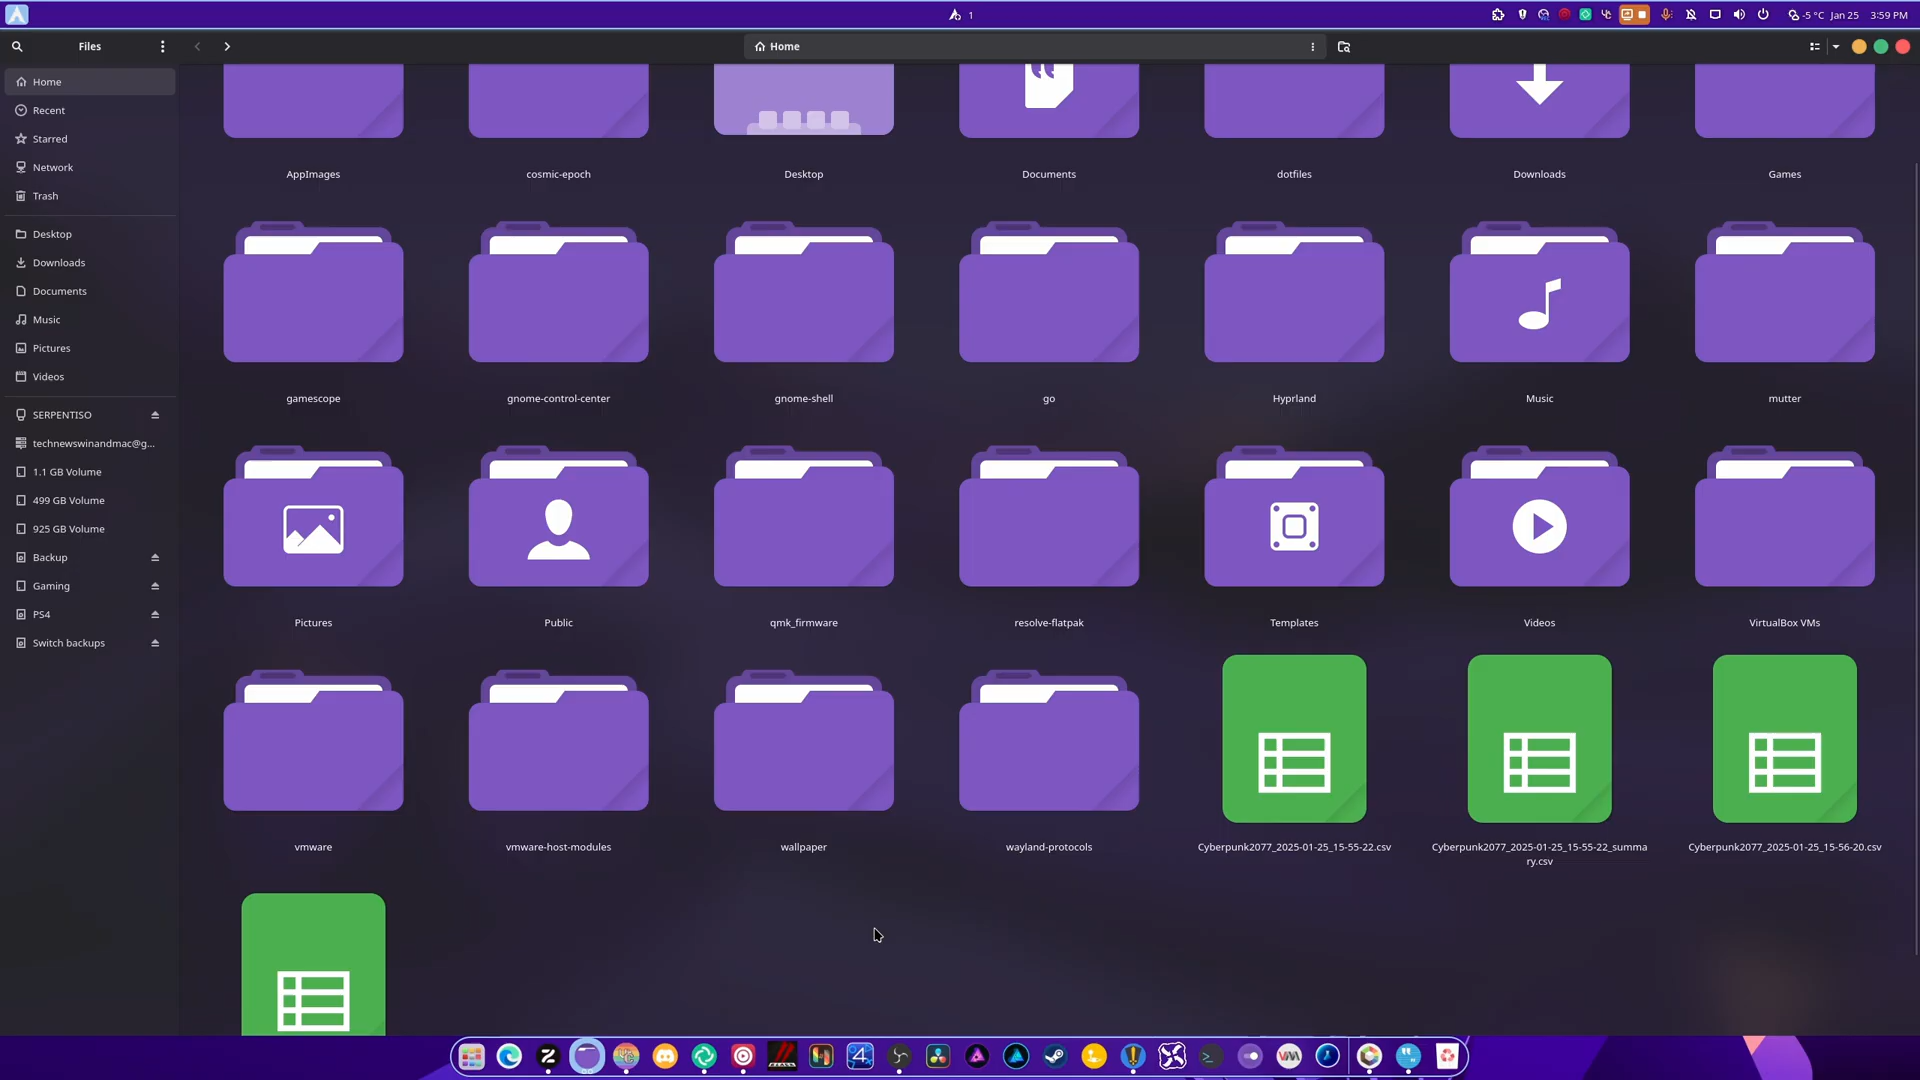 1
-5 °C Jan 25 3:59 PM
Files
Home
Home
Recent
Starred
Network
Trash
Desktop
Downloads
Documents
Music
Pictures
Videos
SERPENTISO
technewswinandmac@g...
1.1 GB Volume
499 GB Volume
925 GB Volume
Backup
Gaming
PS4
Switch backups
AppImages
cosmic-epoch
Desktop
Documents
dotfiles
Downloads
Games
gamescope
gnome-control-center
gnome-shell
go
Hyprland
Music
mutter
Pictures
Public
qmk_firmware
resolve-flatpak
Templates
Videos
VirtualBox VMs
vmware
vmware-host-modules
wallpaper
wayland-protocols
Cyberpunk2077_2025-01-25_15-55-22.csv
Cyberpunk2077_2025-01-25_15-55-22_summa
ry.csv
Cyberpunk2077_2025-01-25_15-56-20.csv